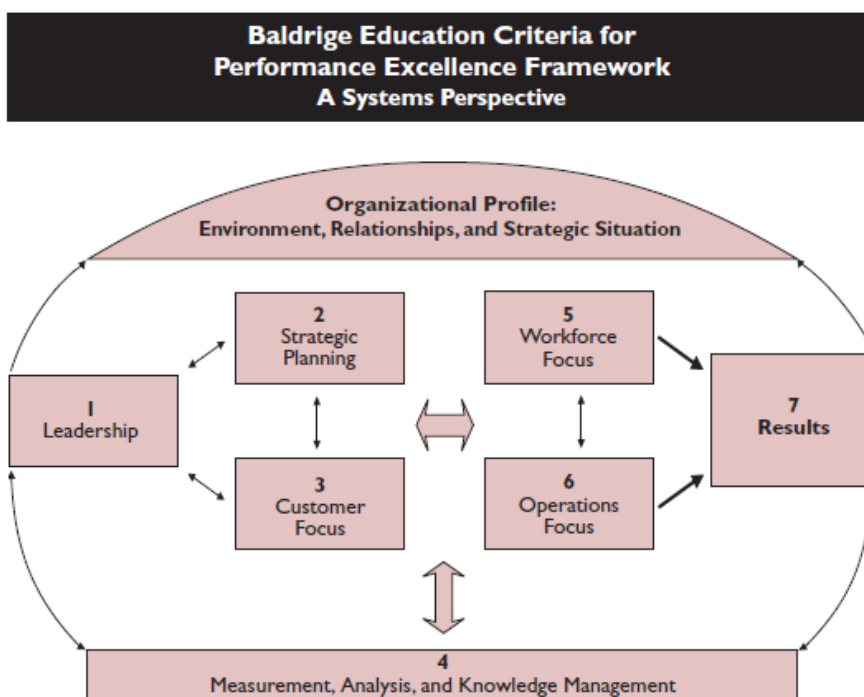 Baldrige Education Criteria for
Performance Excellence Framework
A Systems Perspective
Organizational Profile:
Environment, Relationships, and Strategic Situation
2
Strategic
Planning
5
Workforce
Focus
1
Leadership
7
Results
3
Customer
Focus
6
Operations
Focus
4
Measurement, Analysis, and Knowledge Management